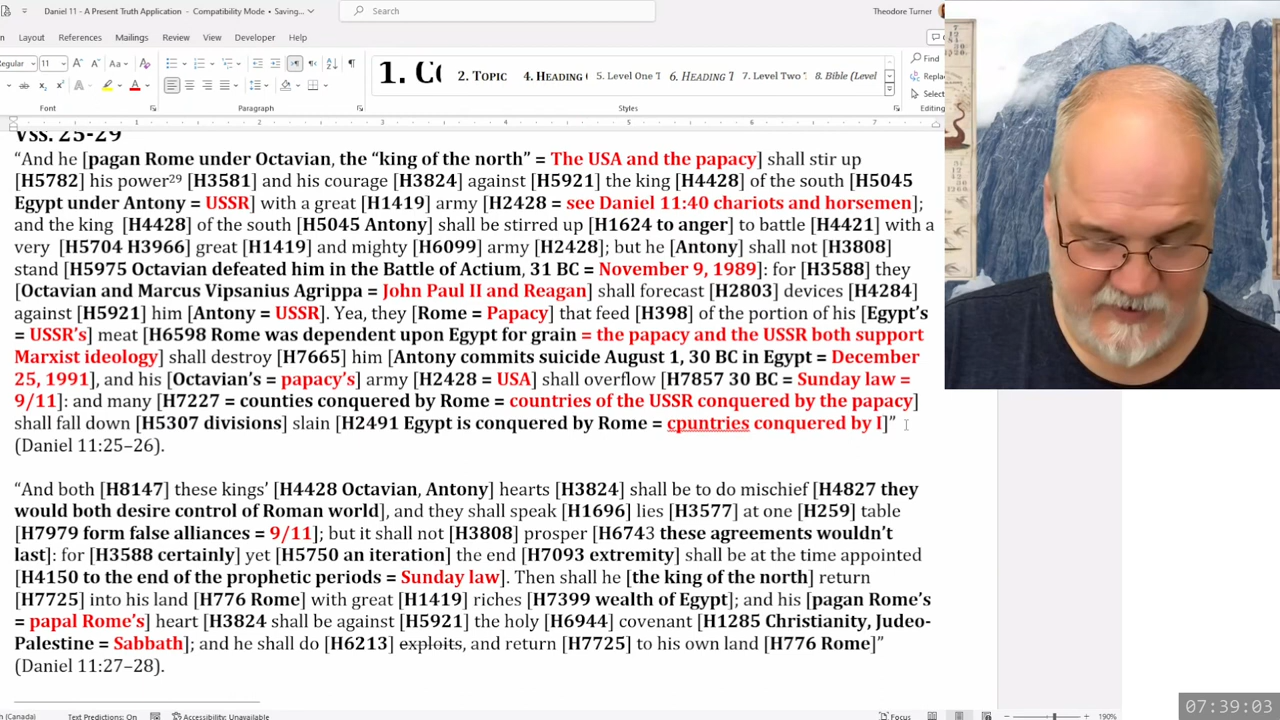 Daniel 11 - A Present Truth Application - Compatibility Mode • Saving...
Search
Theodore Turner
Layout References Mailings Review View Developer Help
Regular 11 Aa
1. 2. TOPIC 4. HEADING 5. Level One T 6. HEADING 7. Level Two 8. Bible (Level
Find
Repla
Select
Font Paragraph Styles Editing
1 2 3 4 5 6 7
Vss. 25-29
“And he [pagan Rome under Octavian, the “king of the north” = The USA and the papacy] shall stir up
[H5782] his power29 [H3581] and his courage [H3824] against [H5921] the king [H4428] of the south [H5045
Egypt under Antony = USSR] with a great [H1419] army [H2428 = see Daniel 11:40 chariots and horsemen];
and the king [H4428] of the south [H5045 Antony] shall be stirred up [H1624 to anger] to battle [H4421] with a
very [H5704 H3966] great [H1419] and mighty [H6099] army [H2428]; but he [Antony] shall not [H3808]
stand [H5975 Octavian defeated him in the Battle of Actium, 31 BC = November 9, 1989]: for [H3588] they
[Octavian and Marcus Vipsanius Agrippa = John Paul II and Reagan] shall forecast [H2803] devices [H4284]
against [H5921] him [Antony = USSR]. Yea, they [Rome = Papacy] that feed [H398] of the portion of his [Egypt’s
= USSR’s] meat [H6598 Rome was dependent upon Egypt for grain = the papacy and the USSR both support
Marxist ideology] shall destroy [H7665] him [Antony commits suicide August 1, 30 BC in Egypt = December
25, 1991], and his [Octavian’s = papacy’s] army [H2428 = USA] shall overflow [H7857 30 BC = Sunday law =
9/11]: and many [H7227 = counties conquered by Rome = countries of the USSR conquered by the papacy]
shall fall down [H5307 divisions] slain [H2491 Egypt is conquered by Rome = cpuntries conquered by I]”
(Daniel 11:25–26).
“And both [H8147] these kings’ [H4428 Octavian, Antony] hearts [H3824] shall be to do mischief [H4827 they
would both desire control of Roman world], and they shall speak [H1696] lies [H3577] at one [H259] table
[H7979 form false alliances = 9/11]; but it shall not [H3808] prosper [H6743 these agreements wouldn’t
last]: for [H3588 certainly] yet [H5750 an iteration] the end [H7093 extremity] shall be at the time appointed
[H4150 to the end of the prophetic periods = Sunday law]. Then shall he [the king of the north] return
[H7725] into his land [H776 Rome] with great [H1419] riches [H7399 wealth of Egypt]; and his [pagan Rome’s
= papal Rome’s] heart [H3824 shall be against [H5921] the holy [H6944] covenant [H1285 Christianity, Judeo-
Palestine = Sabbath]; and he shall do [H6213] exploits, and return [H7725] to his own land [H776 Rome]”
(Daniel 11:27–28).
(Canada) Text Predictions: On Accessibility: Unavailable Focus 190%
07:39:03